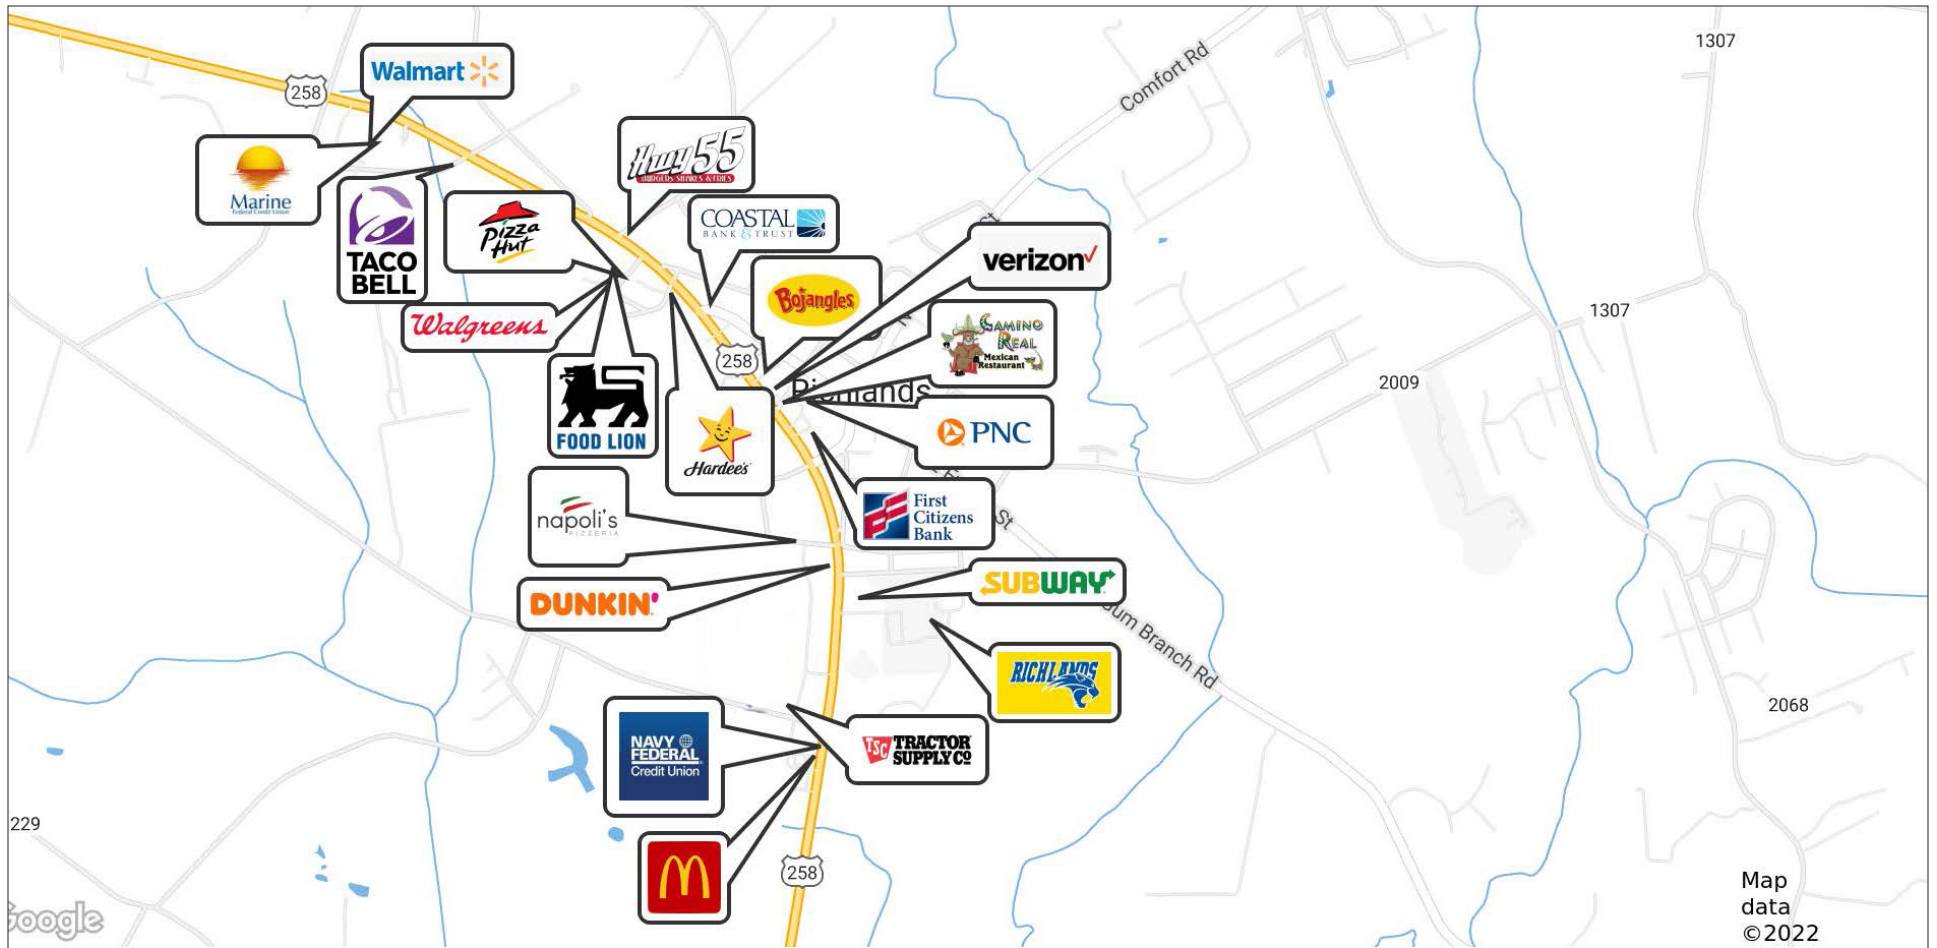 1307
Comfort Rd
Walmart
258
Hwy 55
BURGERS SHAKES & FRIES
Marine
Federal Credit Union
TACO
BELL
Pizza
Hut
COASTAL
BANK & TRUST
verizon
Bojangles
Walgreens
1307
CAMINO
REAL
Mexican
Restaurant
258
2009
Richlands
FOOD LION
Hardee's
PNC
napoli's
PIZZERIA
First
Citizens
Bank
St
SUBWAY
DUNKIN'
Gum Branch Rd
RICHLANDS
2068
NAVY
FEDERAL
Credit Union
TSC TRACTOR
SUPPLY CO
229
258
Map
data
©2022
Google